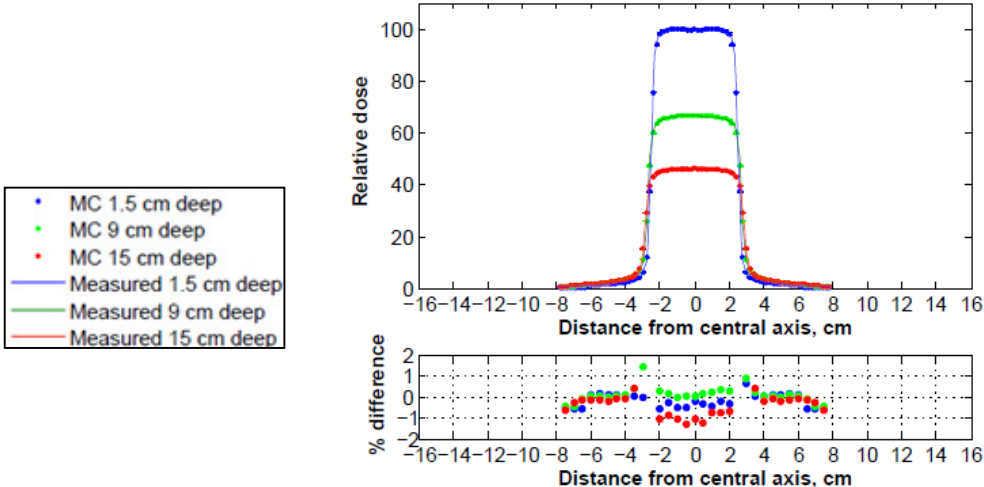 MC 1.5 cm deep
MC 9 cm deep
MC 15 cm deep
Measured 1.5 cm deep
Measured 9 cm deep
Measured 15 cm deep
Relative dose
100
80
60
40
20
0
−16 −14 −12 −10 −8 −6 −4 −2 0 2 4 6 8 10 12 14 16
Distance from central axis, cm
% difference
2
1
0
−1
−2
−16 −14 −12 −10 −8 −6 −4 −2 0 2 4 6 8 10 12 14 16
Distance from central axis, cm